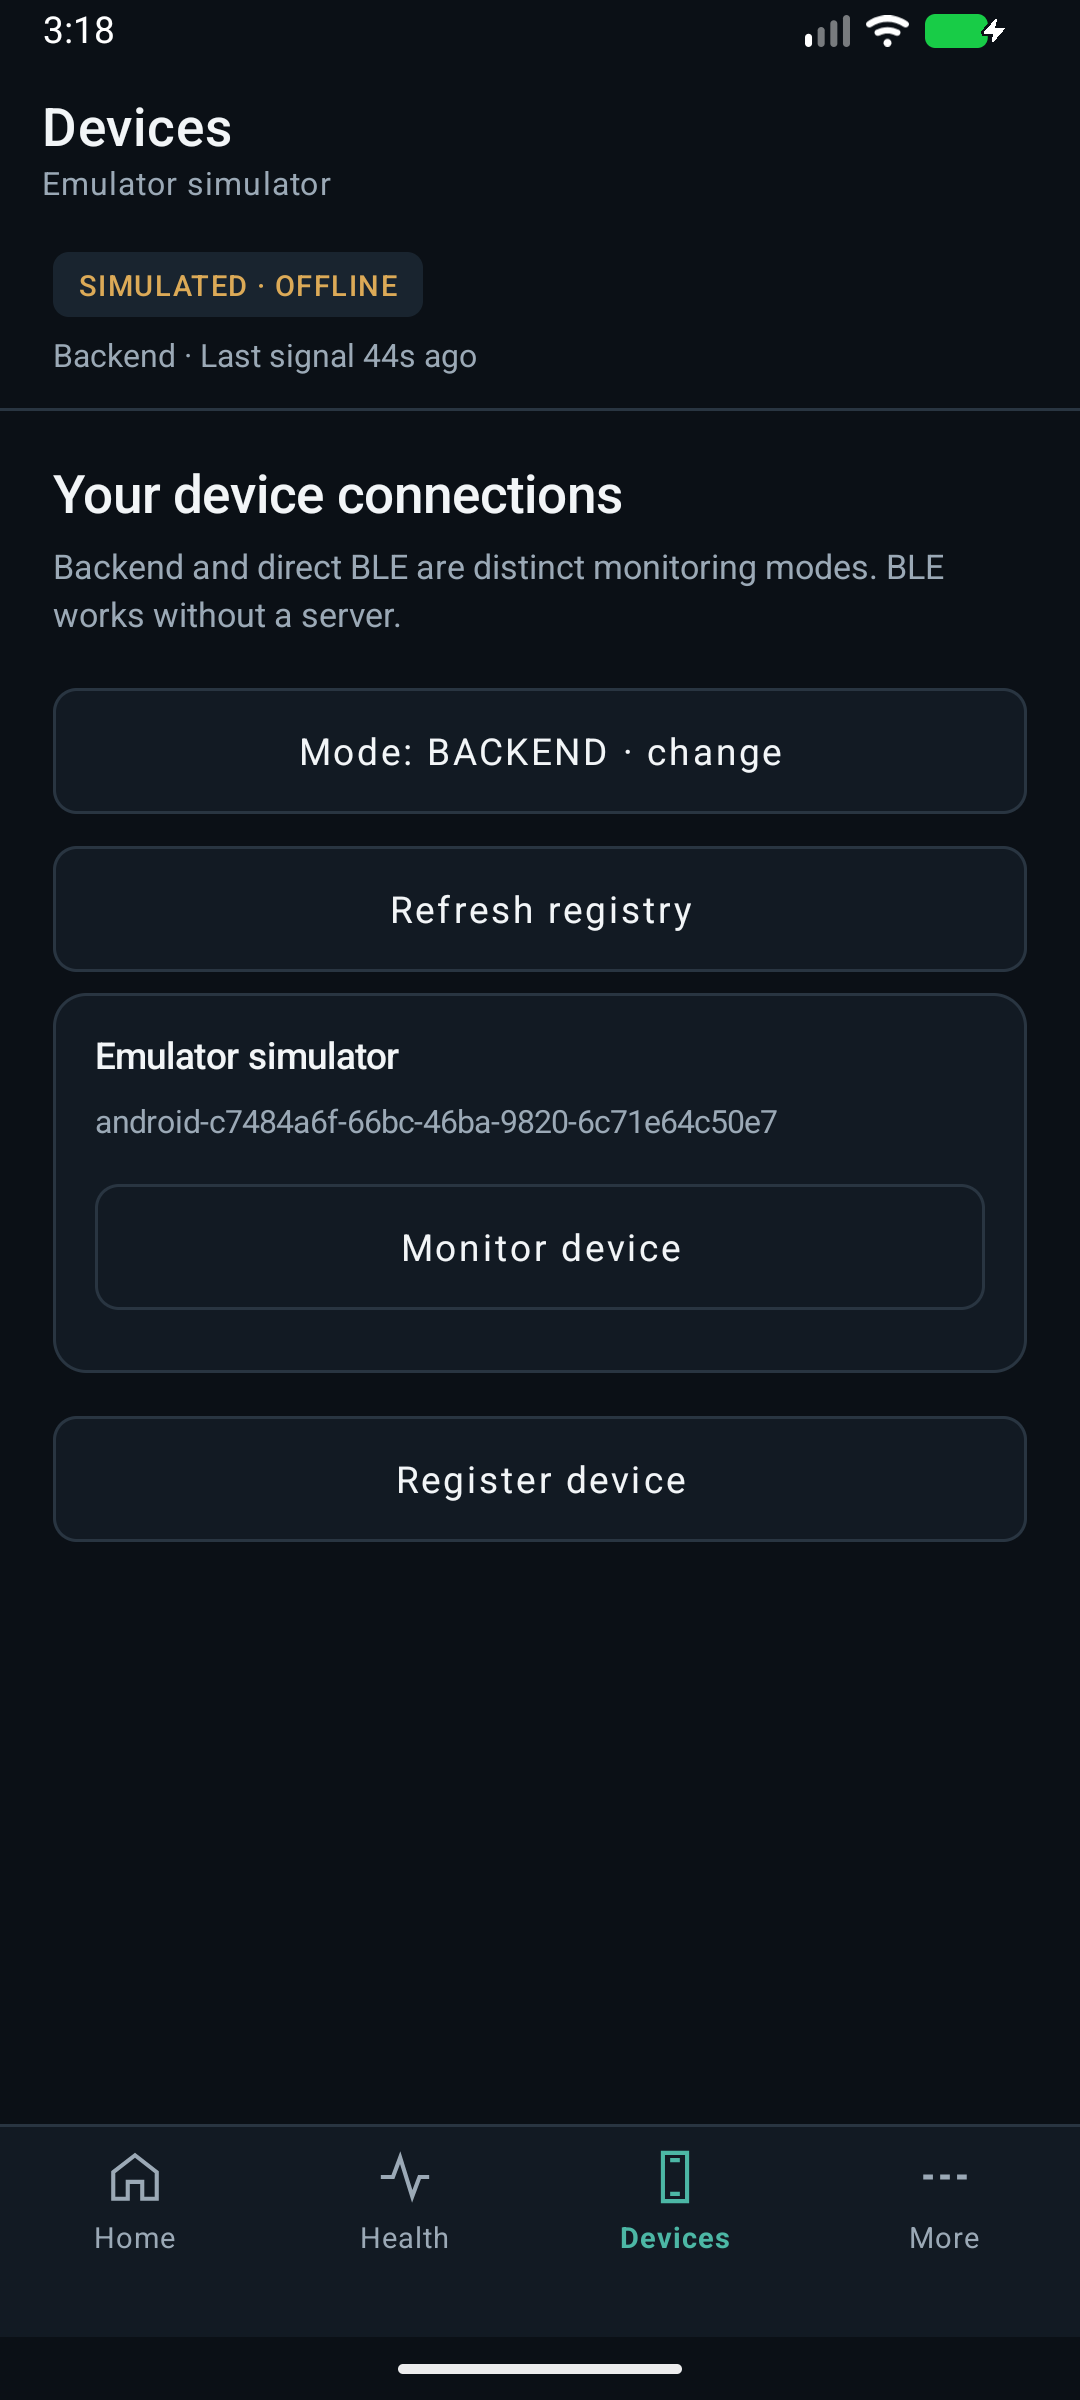 3:18
Devices
Emulator simulator
SIMULATED · OFFLINE
Backend · Last signal 44s ago
Your device connections
Backend and direct BLE are distinct monitoring modes. BLE
works without a server.
Mode: BACKEND · change
Refresh registry
Emulator simulator
android-c7484a6f-66bc-46ba-9820-6c71e64c50e7
Monitor device
Register device
Home
Health
Devices
More